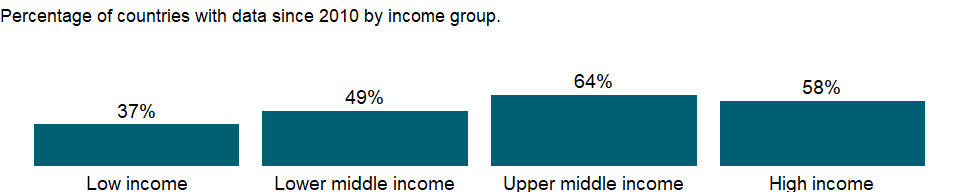 Percentage of countries with data since 2010 by income group.
37% 49% 64% 58%
Low income Lower middle income Upper middle income High income